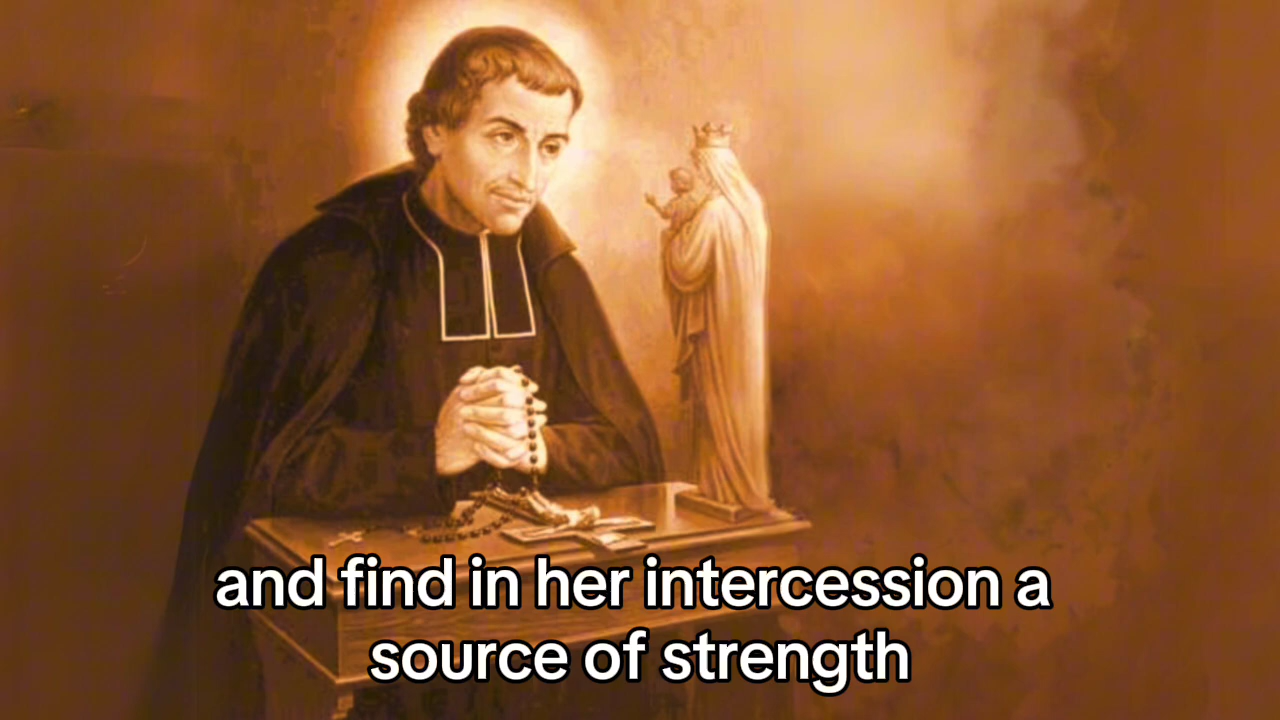 and find in her intercession a
source of strength